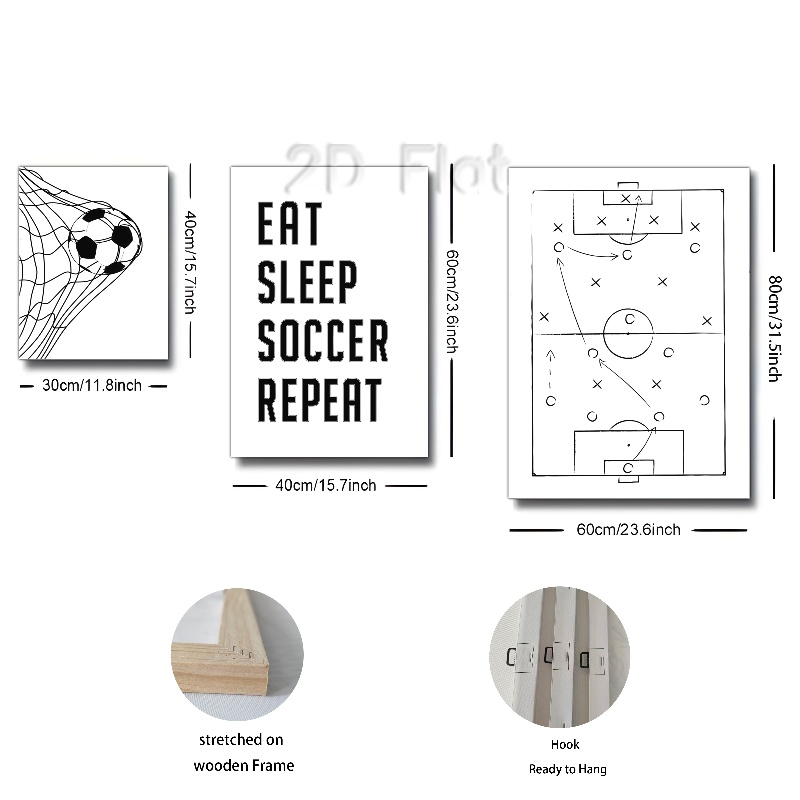 2D Flat
EAT
SLEEP
SOCCER
REPEAT
40cm/15.7inch
30cm/11.8inch
60cm/23.6inch
40cm/15.7inch
80cm/31.5inch
60cm/23.6inch
stretched on
wooden Frame
Hook
Ready to Hang